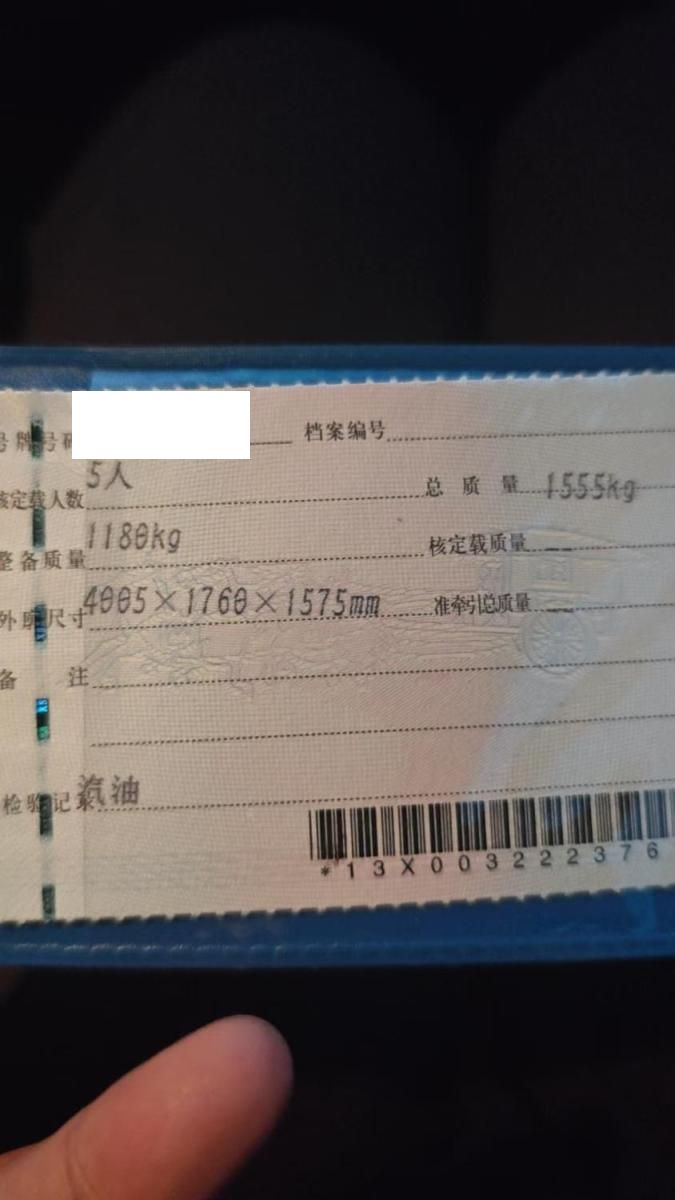 号牌号码 档案编号
核定载人数 5人 总质量 1555kg
整备质量 1180kg 核定载质量 --
外廓尺寸 4005×1760×1575mm 准牵引总质量 --
备注
检验记录 汽油
*13X003222376